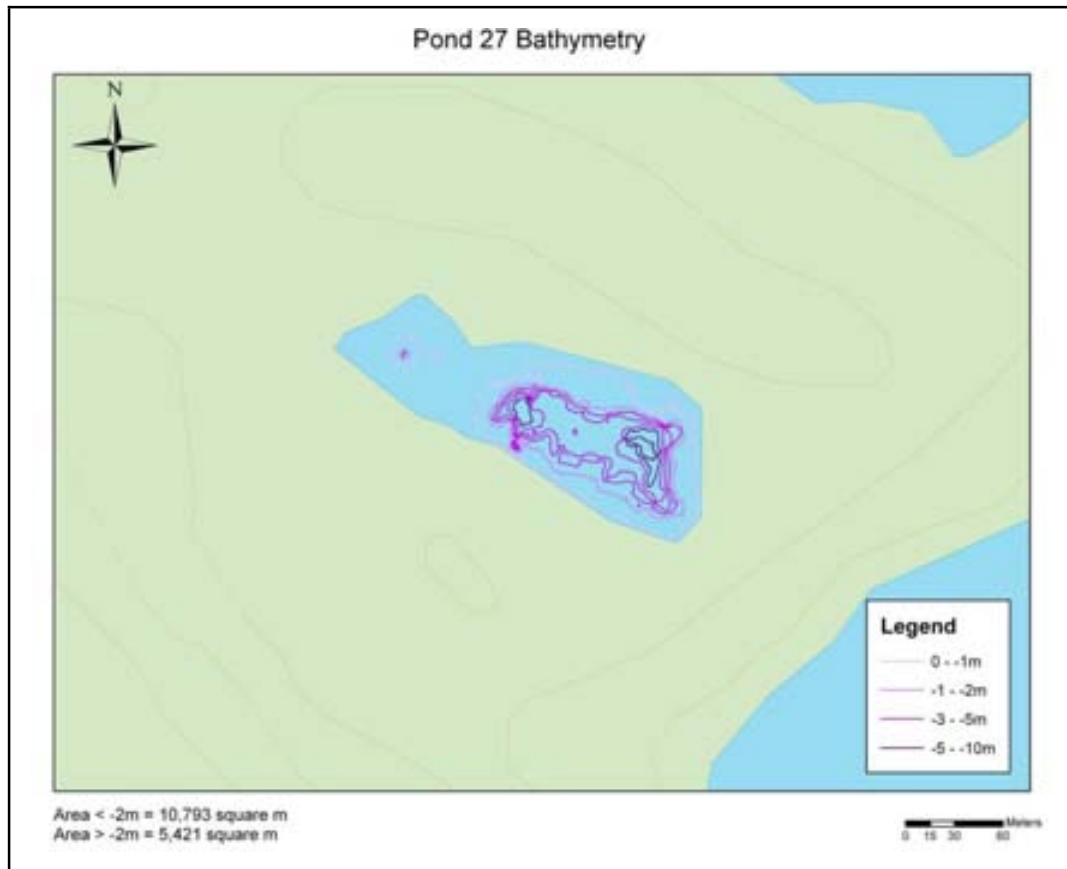 Pond 27 Bathymetry
N
Legend
0 - -1m
-1 - -2m
-3 - -5m
-5 - -10m
Area < -2m = 10,793 square m
Area > -2m = 5,421 square m
Meters
0 15 30 60